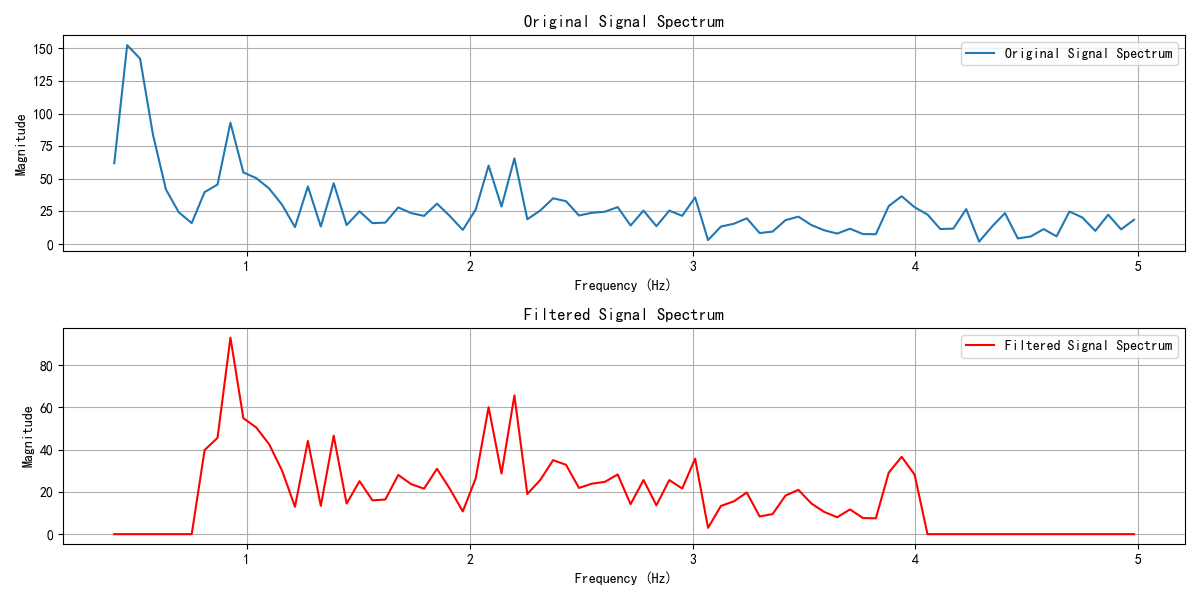 Original Signal Spectrum
150
125
100
75
50
25
0
Magnitude
Original Signal Spectrum
1 2 3 4 5
Frequency (Hz)
Filtered Signal Spectrum
80
60
40
20
0
Magnitude
Filtered Signal Spectrum
1 2 3 4 5
Frequency (Hz)